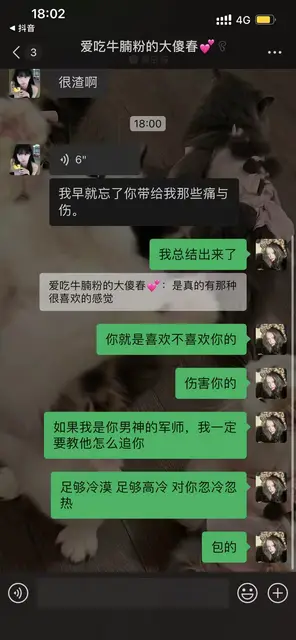 18:02
4G
抖音
3
爱吃牛腩粉的大傻春💕
很渣啊
18:00
6"
我早就忘了你带给我那些痛与
伤。
我总结出来了
爱吃牛腩粉的大傻春💕：是真的有那种
很喜欢的感觉
你就是喜欢不喜欢你的
伤害你的
如果我是你男神的军师，我一定
要教他怎么追你
足够冷漠 足够高冷 对你忽冷忽
热
包的